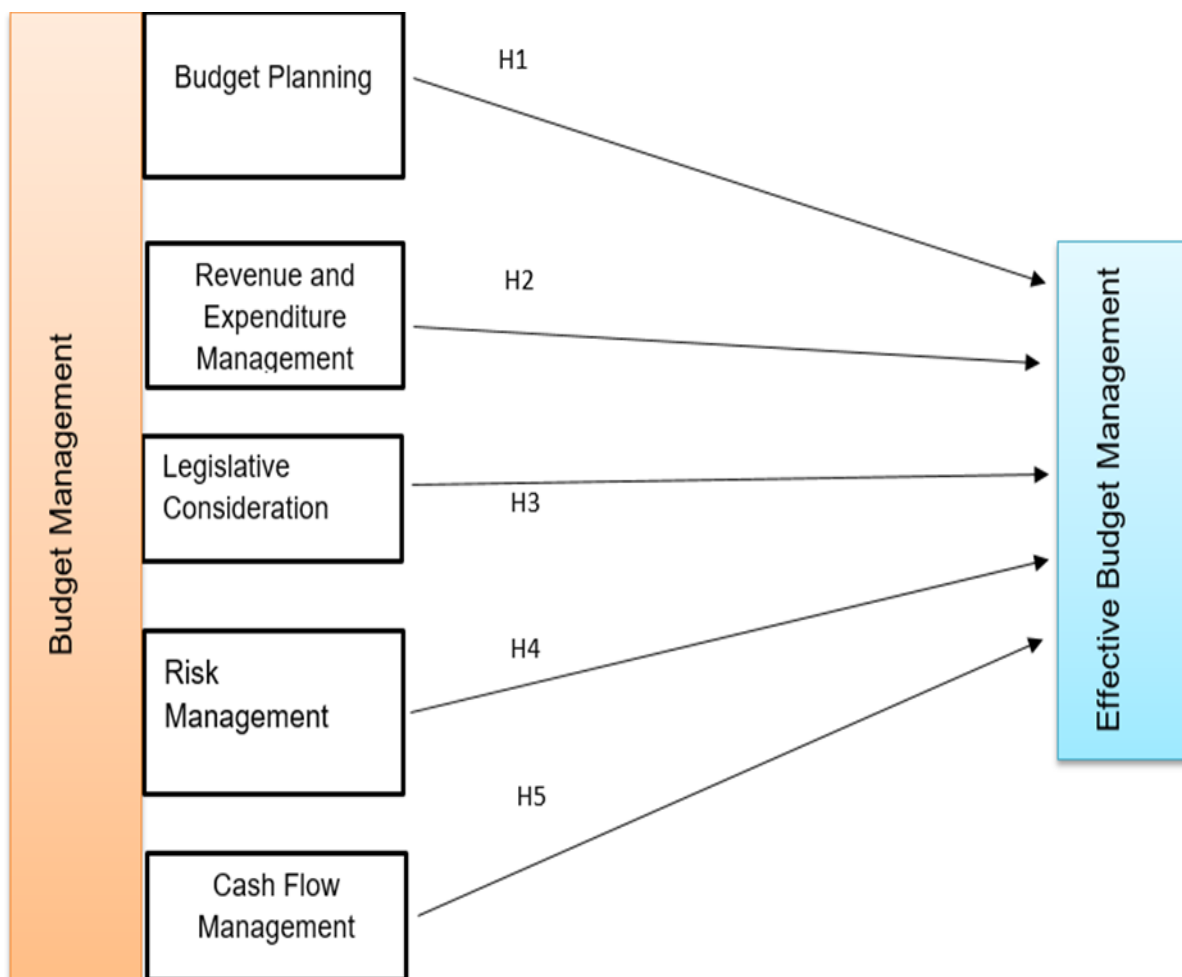 Budget Management
Budget Planning
H1
Revenue and
Expenditure
Management
H2
Legislative
Consideration
H3
Risk
Management
H4
Cash Flow
Management
H5
Effective Budget Management